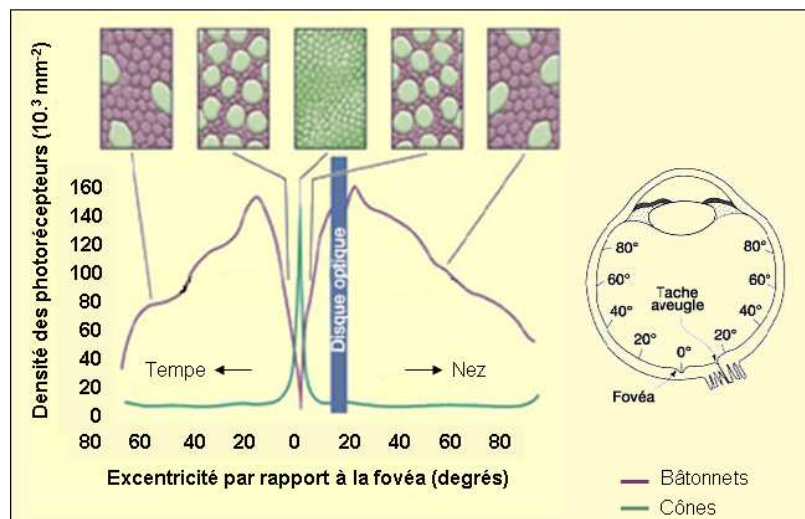 Densité des photorécepteurs (10.³ mm⁻²)
160
140
120
100
80
60
40
20
0
Tempe
Nez
Disque optique
80 60 40 20 0 20 40 60 80
Excentricité par rapport à la fovéa (degrés)
80° 80°
60° 60°
Tache
aveugle
40° 40°
20° 0° 20°
Fovéa
Bâtonnets
Cônes